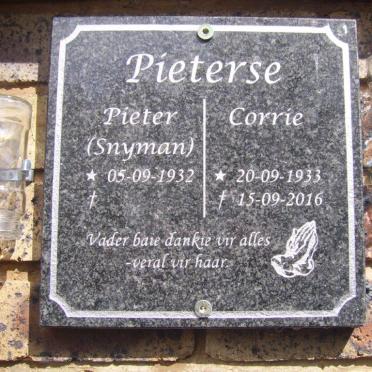 Pieterse
Pieter
(Snyman)
★ 05-09-1932
†
Corrie
★ 20-09-1933
† 15-09-2016
Vader baie dankie vir alles
-veral vir haar.